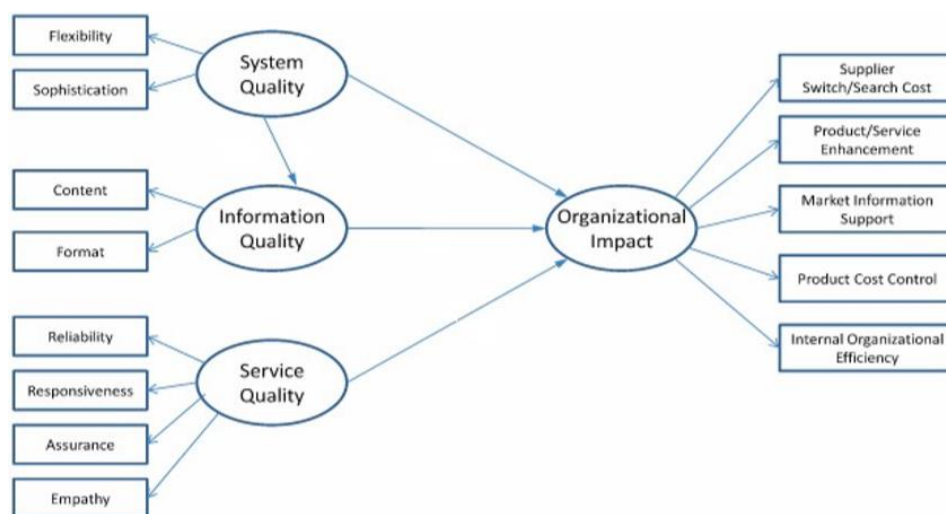 Flexibility
Sophistication
System
Quality
Content
Format
Information
Quality
Reliability
Responsiveness
Assurance
Empathy
Service
Quality
Organizational
Impact
Supplier
Switch/Search Cost
Product/Service
Enhancement
Market Information
Support
Product Cost Control
Internal Organizational
Efficiency